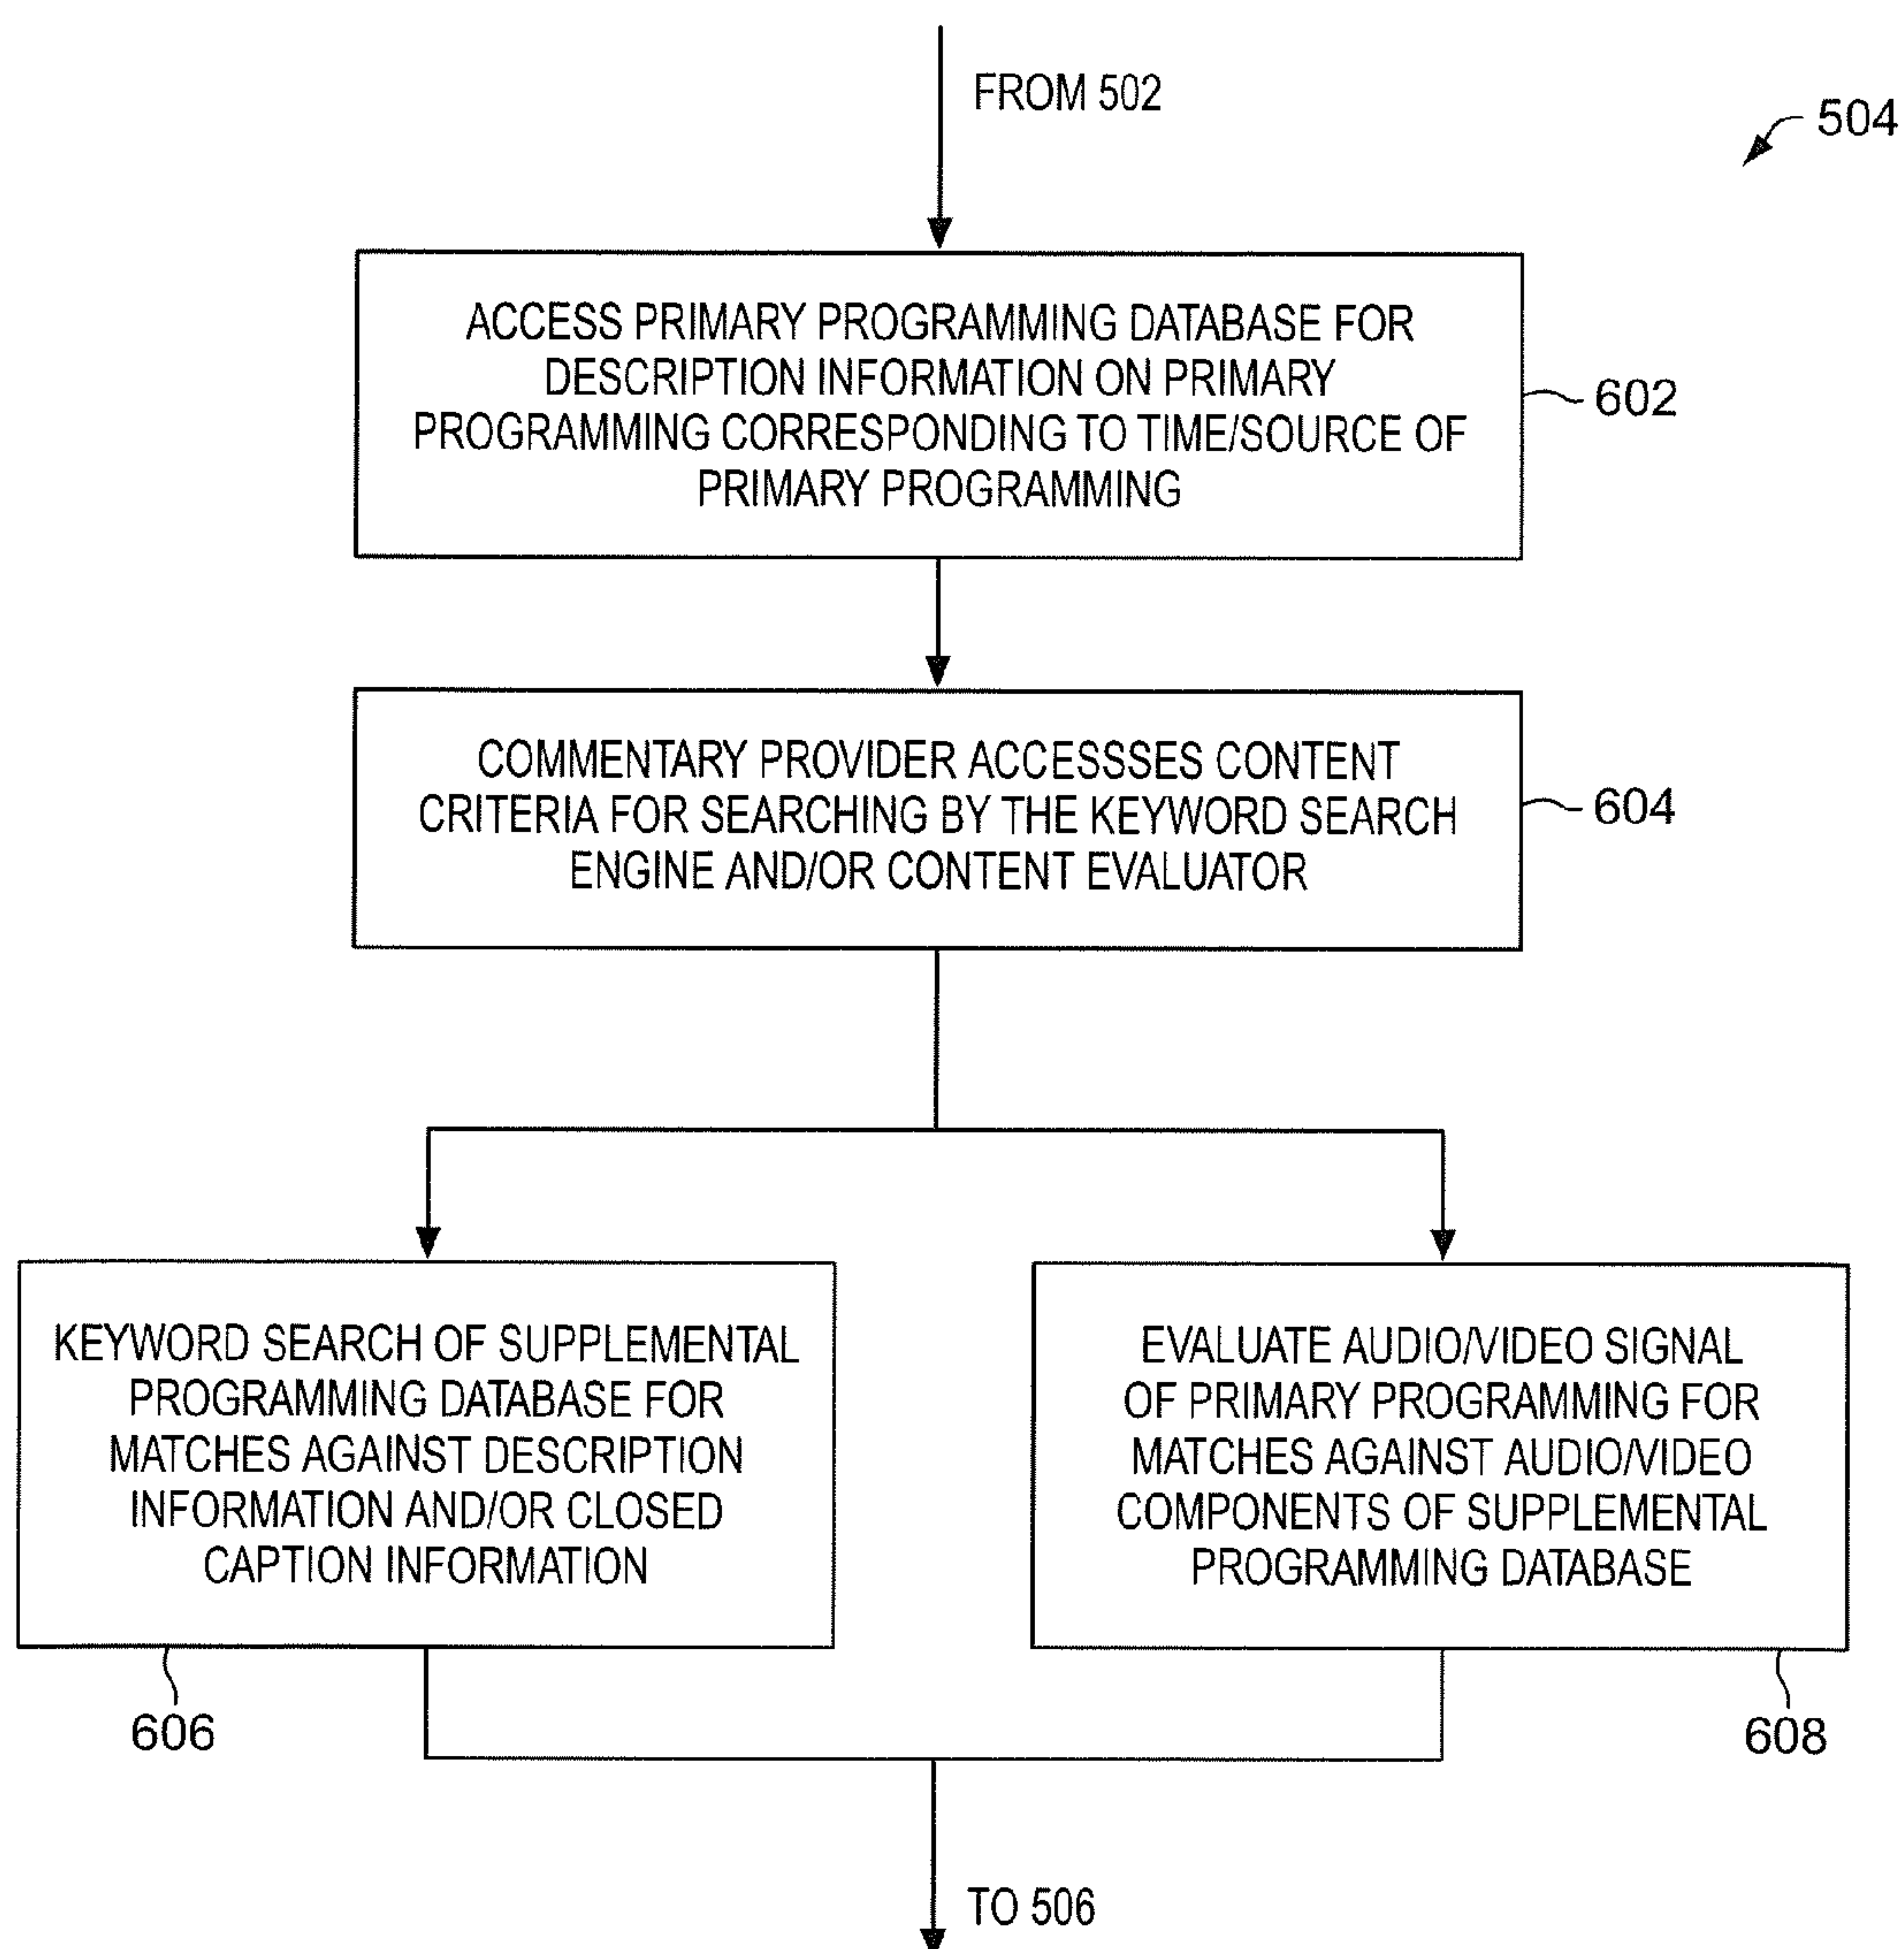 FROM 502
504
ACCESS PRIMARY PROGRAMMING DATABASE FOR
DESCRIPTION INFORMATION ON PRIMARY
PROGRAMMING CORRESPONDING TO TIME/SOURCE OF
PRIMARY PROGRAMMING
602
COMMENTARY PROVIDER ACCESSSES CONTENT
CRITERIA FOR SEARCHING BY THE KEYWORD SEARCH
ENGINE AND/OR CONTENT EVALUATOR
604
KEYWORD SEARCH OF SUPPLEMENTAL
PROGRAMMING DATABASE FOR
MATCHES AGAINST DESCRIPTION
INFORMATION AND/OR CLOSED
CAPTION INFORMATION
606
EVALUATE AUDIO/VIDEO SIGNAL
OF PRIMARY PROGRAMMING FOR
MATCHES AGAINST AUDIO/VIDEO
COMPONENTS OF SUPPLEMENTAL
PROGRAMMING DATABASE
608
TO 506